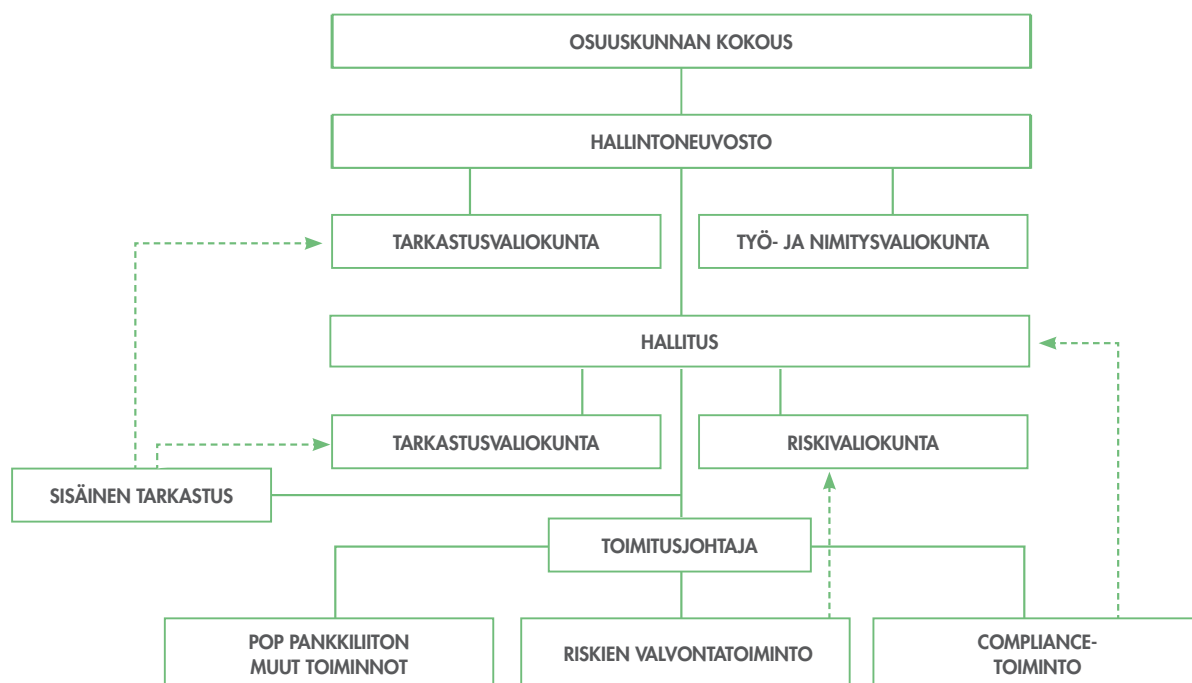 OSUUSKUNNAN KOKOUS
HALLINTONEUVOSTO
TARKASTUSVALIOKUNTA
TYÖ- JA NIMITYSVALIOKUNTA
HALLITUS
TARKASTUSVALIOKUNTA
RISKIVALIOKUNTA
SISÄINEN TARKASTUS
TOIMITUSJOHTAJA
POP PANKKILIITON
MUUT TOIMINNOT
RISKIEN VALVONTATOIMINTO
COMPLIANCE-
TOIMINTO